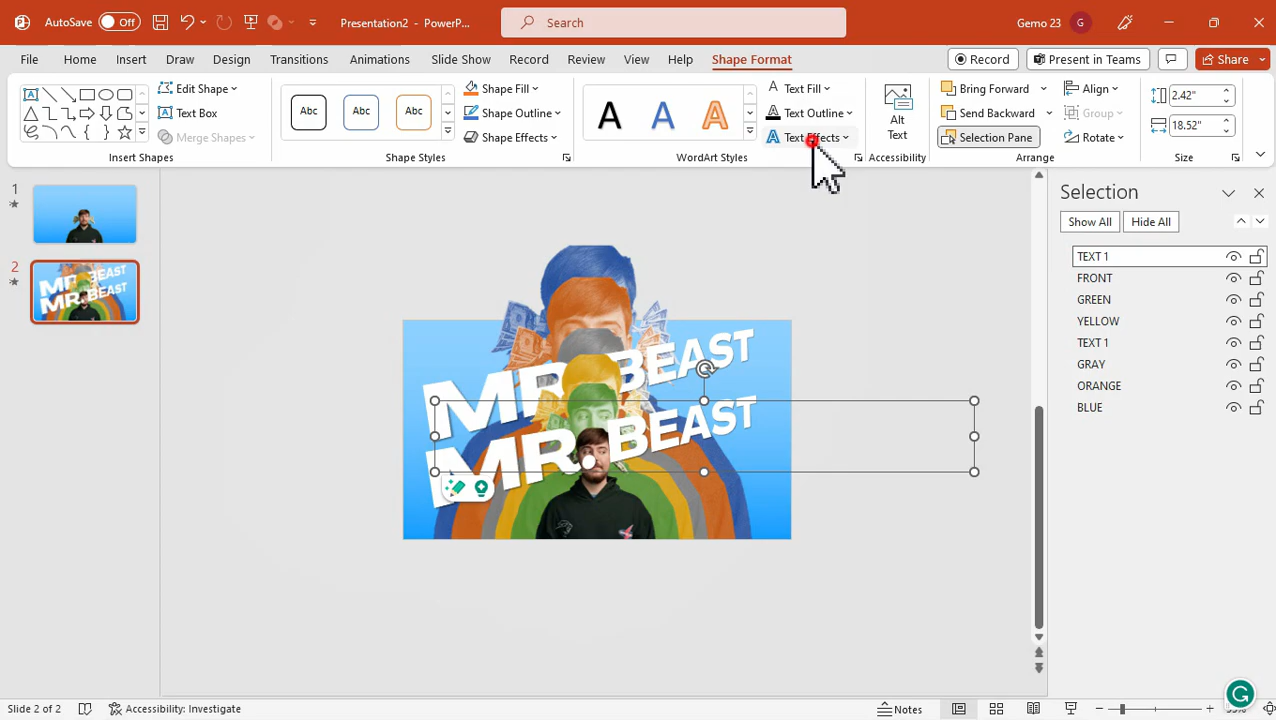 AutoSave Off Presentation2 - PowerP... Search Gemo 23 G
File Home Insert Draw Design Transitions Animations Slide Show Record Review View Help Shape Format Record Present in Teams Share
Edit Shape Shape Fill Text Fill Bring Forward Align 2.42"
Text Box Abc Abc Abc Shape Outline A A A Text Outline Alt Text Send Backward Group
Merge Shapes Shape Effects Text Effects Selection Pane Rotate 18.52"
Insert Shapes Shape Styles WordArt Styles Accessibility Arrange Size
1
2
MR. BEAST
MR. BEAST
MR. BEAST
MR. BEAST
Selection
Show All Hide All
TEXT 1
FRONT
GREEN
YELLOW
TEXT 1
GRAY
ORANGE
BLUE
Slide 2 of 2 Accessibility: Investigate Notes